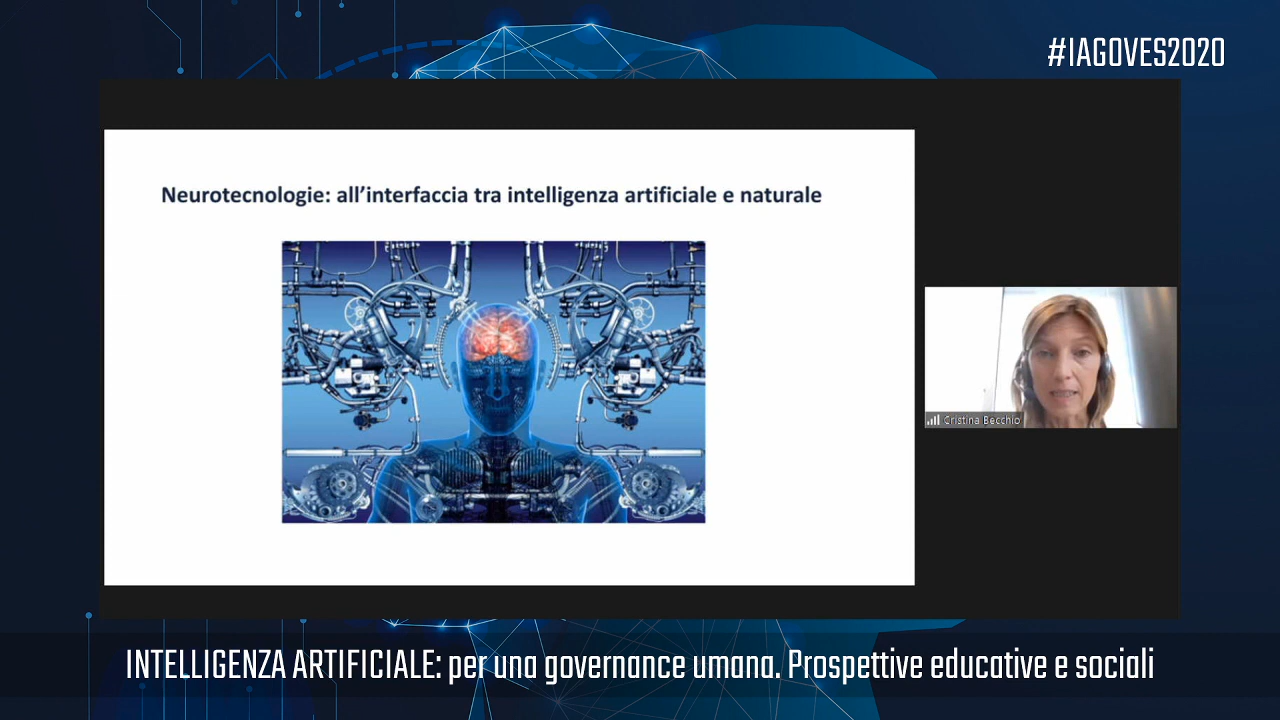 #IAGOVES2020
Neurotecnologie: all’interfaccia tra intelligenza artificiale e naturale
Cristina Becchio
INTELLIGENZA ARTIFICIALE: per una governance umana. Prospettive educative e sociali